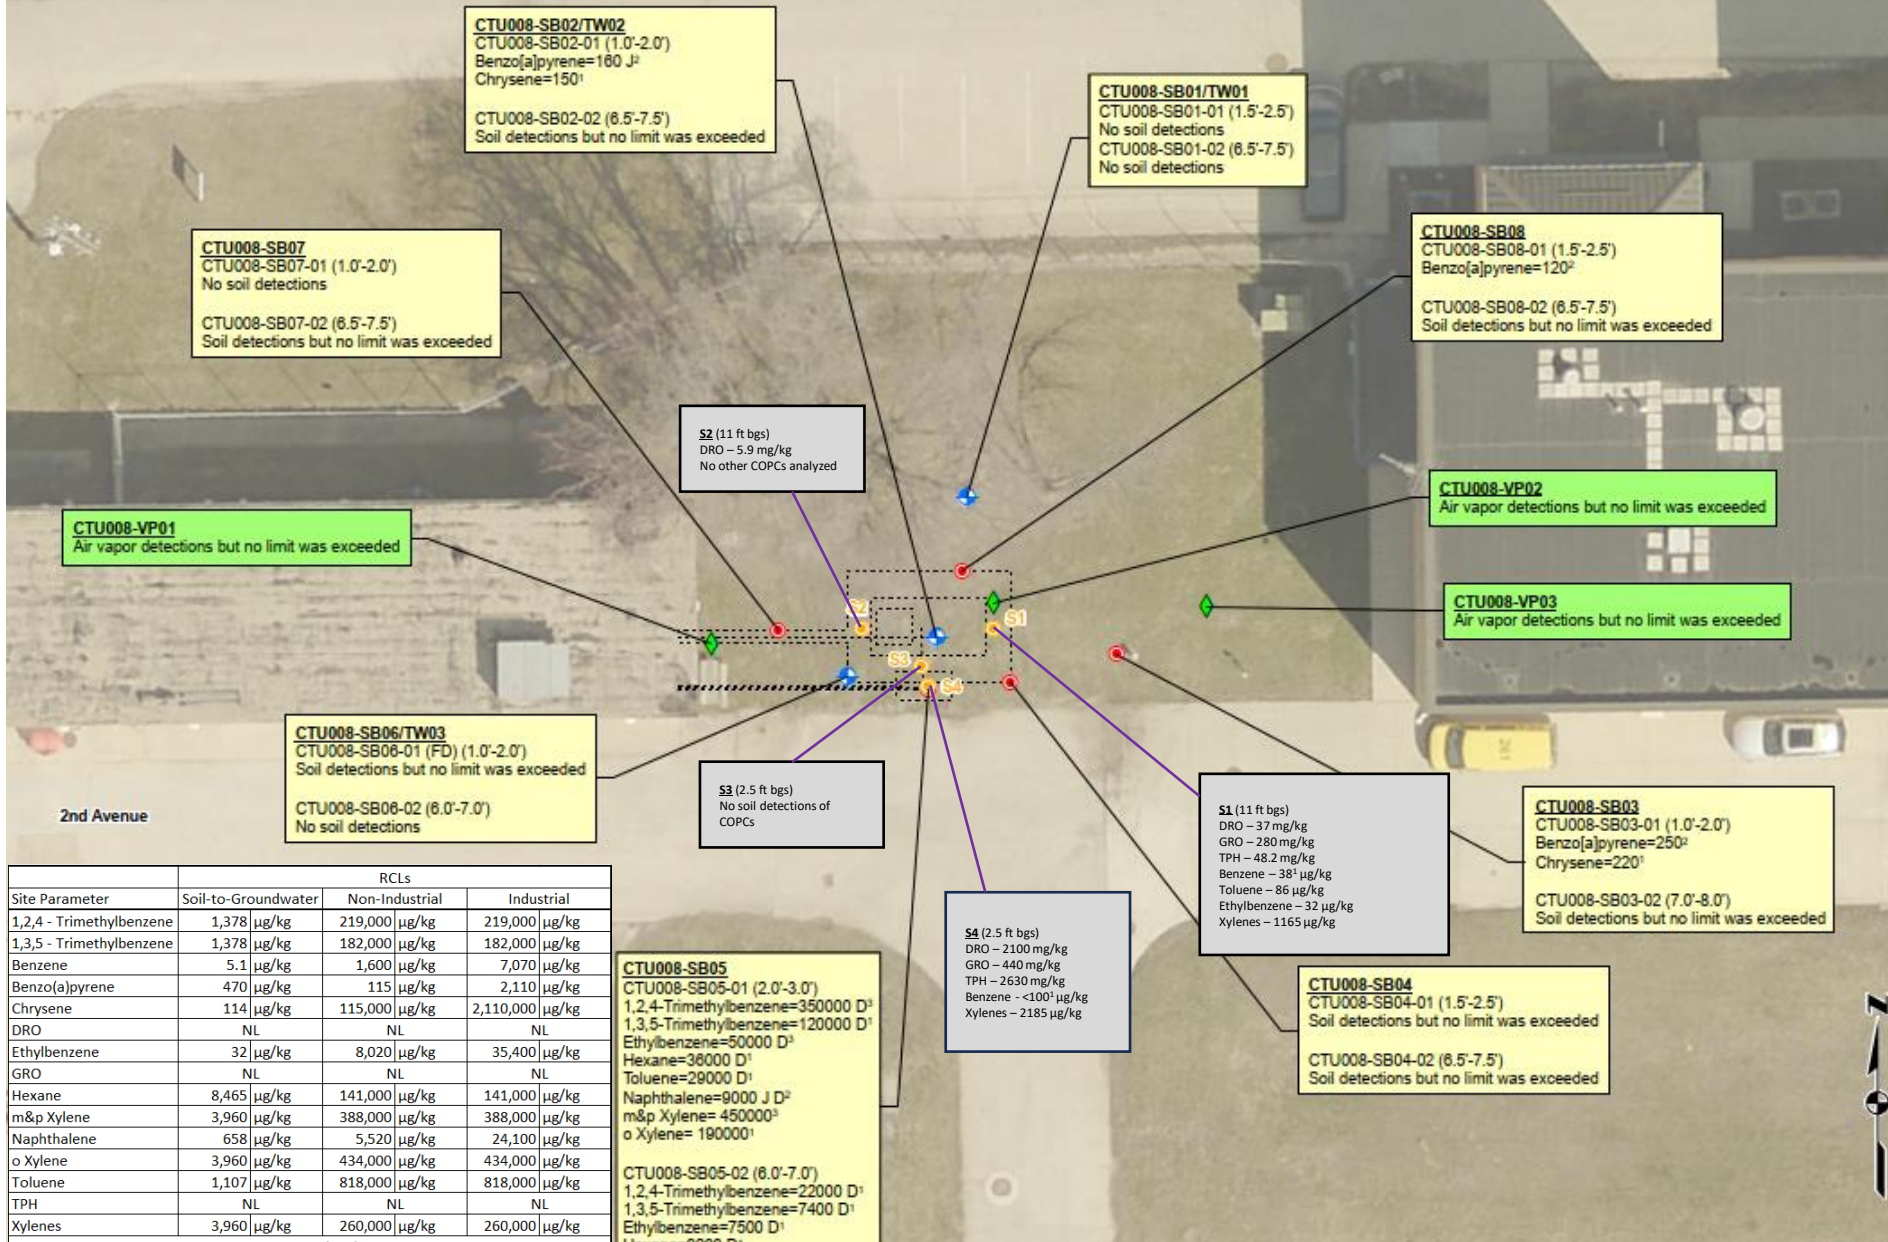 CTU008-SB02/TW02
CTU008-SB02-01 (1.0'-2.0')
Benzo[a]pyrene=160 J²
Chrysene=150¹
CTU008-SB02-02 (6.5'-7.5')
Soil detections but no limit was exceeded
CTU008-SB01/TW01
CTU008-SB01-01 (1.5'-2.5')
No soil detections
CTU008-SB01-02 (6.5'-7.5')
No soil detections
CTU008-SB07
CTU008-SB07-01 (1.0'-2.0')
No soil detections
CTU008-SB07-02 (6.5'-7.5')
Soil detections but no limit was exceeded
CTU008-SB08
CTU008-SB08-01 (1.5'-2.5')
Benzo[a]pyrene=120²
CTU008-SB08-02 (6.5'-7.5')
Soil detections but no limit was exceeded
S2 (11 ft bgs)
DRO – 5.9 mg/kg
No other COPCs analyzed
CTU008-VP01
Air vapor detections but no limit was exceeded
CTU008-VP02
Air vapor detections but no limit was exceeded
CTU008-VP03
Air vapor detections but no limit was exceeded
S2
S1
S3
S4
CTU008-SB06/TW03
CTU008-SB06-01 (FD) (1.0'-2.0')
Soil detections but no limit was exceeded
CTU008-SB06-02 (6.0'-7.0')
No soil detections
2nd Avenue
S3 (2.5 ft bgs)
No soil detections of
COPCs
S1 (11 ft bgs)
DRO – 37 mg/kg
GRO – 280 mg/kg
TPH – 48.2 mg/kg
Benzene – 38¹ µg/kg
Toluene – 86 µg/kg
Ethylbenzene – 32 µg/kg
Xylenes – 1165 µg/kg
CTU008-SB03
CTU008-SB03-01 (1.0'-2.0')
Benzo[a]pyrene=250²
Chrysene=220¹
CTU008-SB03-02 (7.0'-8.0')
Soil detections but no limit was exceeded
S4 (2.5 ft bgs)
DRO – 2100 mg/kg
GRO – 440 mg/kg
TPH – 2630 mg/kg
Benzene - <100¹ µg/kg
Xylenes – 2185 µg/kg
CTU008-SB04
CTU008-SB04-01 (1.5'-2.5')
Soil detections but no limit was exceeded
CTU008-SB04-02 (6.5'-7.5')
Soil detections but no limit was exceeded
CTU008-SB05
CTU008-SB05-01 (2.0'-3.0')
1,2,4-Trimethylbenzene=350000 D³
1,3,5-Trimethylbenzene=120000 D¹
Ethylbenzene=50000 D³
Hexane=36000 D¹
Toluene=29000 D¹
Naphthalene=9000 J D²
m&p Xylene= 450000³
o Xylene= 190000¹
CTU008-SB05-02 (6.0'-7.0')
1,2,4-Trimethylbenzene=22000 D¹
1,3,5-Trimethylbenzene=7400 D¹
Ethylbenzene=7500 D¹
RCLs
Site Parameter Soil-to-Groundwater Non-Industrial Industrial
1,2,4 - Trimethylbenzene 1,378 µg/kg 219,000 µg/kg 219,000 µg/kg
1,3,5 - Trimethylbenzene 1,378 µg/kg 182,000 µg/kg 182,000 µg/kg
Benzene 5.1 µg/kg 1,600 µg/kg 7,070 µg/kg
Benzo(a)pyrene 470 µg/kg 115 µg/kg 2,110 µg/kg
Chrysene 114 µg/kg 115,000 µg/kg 2,110,000 µg/kg
DRO NL NL NL
Ethylbenzene 32 µg/kg 8,020 µg/kg 35,400 µg/kg
GRO NL NL NL
Hexane 8,465 µg/kg 141,000 µg/kg 141,000 µg/kg
m&p Xylene 3,960 µg/kg 388,000 µg/kg 388,000 µg/kg
Naphthalene 658 µg/kg 5,520 µg/kg 24,100 µg/kg
o Xylene 3,960 µg/kg 434,000 µg/kg 434,000 µg/kg
Toluene 1,107 µg/kg 818,000 µg/kg 818,000 µg/kg
TPH NL NL NL
Xylenes 3,960 µg/kg 260,000 µg/kg 260,000 µg/kg
N